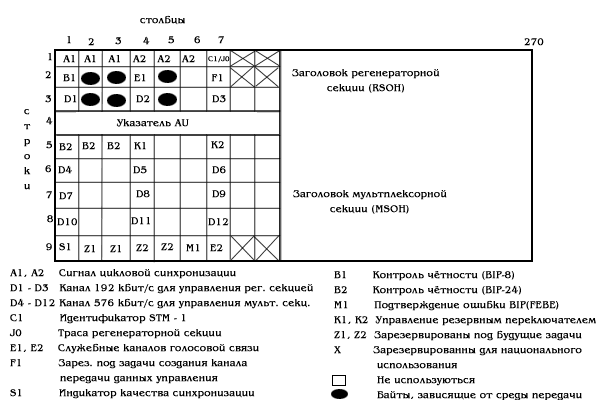 столбцы
1 2 3 4 5 6 7 270
1 A1 A1 A1 A2 A2 A2 C1/J0
2 B1 E1 F1
Заголовок регенераторной
секции (RSOH)
3 D1 D2 D3
строки
4 Указатель AU
5 B2 B2 B2 K1 K2
6 D4 D5 D6
7 D7 D8 D9
Заголовок мультплексорной
секции (MSOH)
8 D10 D11 D12
9 S1 Z1 Z1 Z2 Z2 M1 E2
A1, A2 Сигнал цикловой синхронизации
D1 - D3 Канал 192 кбит/с для управления рег. секцией
D4 - D12 Канал 576 кбит/с для управления мульт. секц.
C1 Идентификатор STM - 1
J0 Траса регенераторной секции
E1, E2 Служебные каналов голосовой связи
F1 Зарез. под задачи создания канала
передачи данных управления
S1 Индикатор качества синхронизации
B1 Контроль чётности (BIP-8)
B2 Контроль чётности (BIP-24)
M1 Подтверждение ошибки BIP(FEBE)
K1, K2 Управление резервным переключателем
Z1, Z2 Зарезервированы под будущие задачи
X Зарезервированны для национального
использования
Не используються
Байты, зависящие от среды передачи